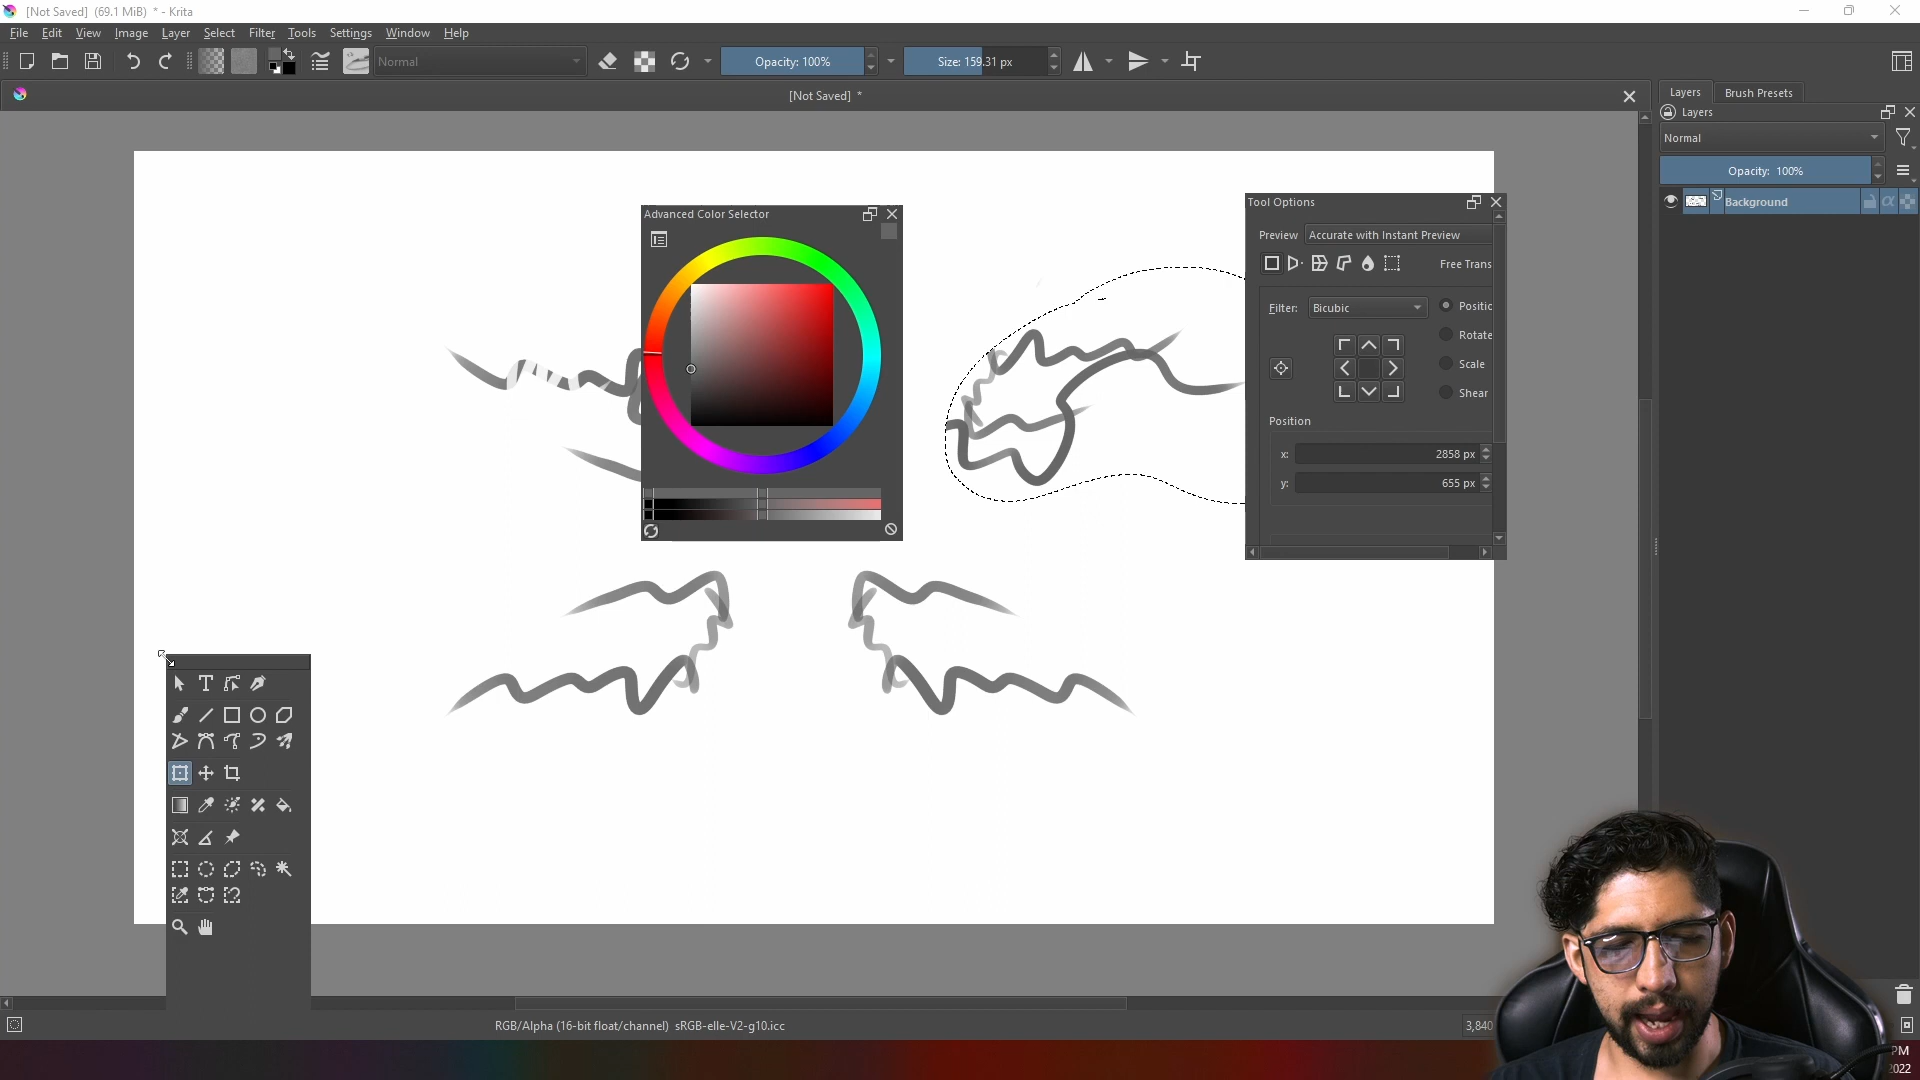 [Not Saved] (69.1 MiB) * - Krita
File Edit View Image Layer Select Filter Tools Settings Window Help
Normal
Opacity: 100%
Size: 159.31 px
[Not Saved] *
Layers Brush Presets
Layers
Normal
Opacity: 100%
Background
Advanced Color Selector
Tool Options
Preview Accurate with Instant Preview
Free Trans
Filter: Bicubic
Positic
Rotate
Scale
Shear
Position
x: 2858 px
y: 655 px
RGB/Alpha (16-bit float/channel) sRGB-elle-V2-g10.icc
3,840
PM
2022